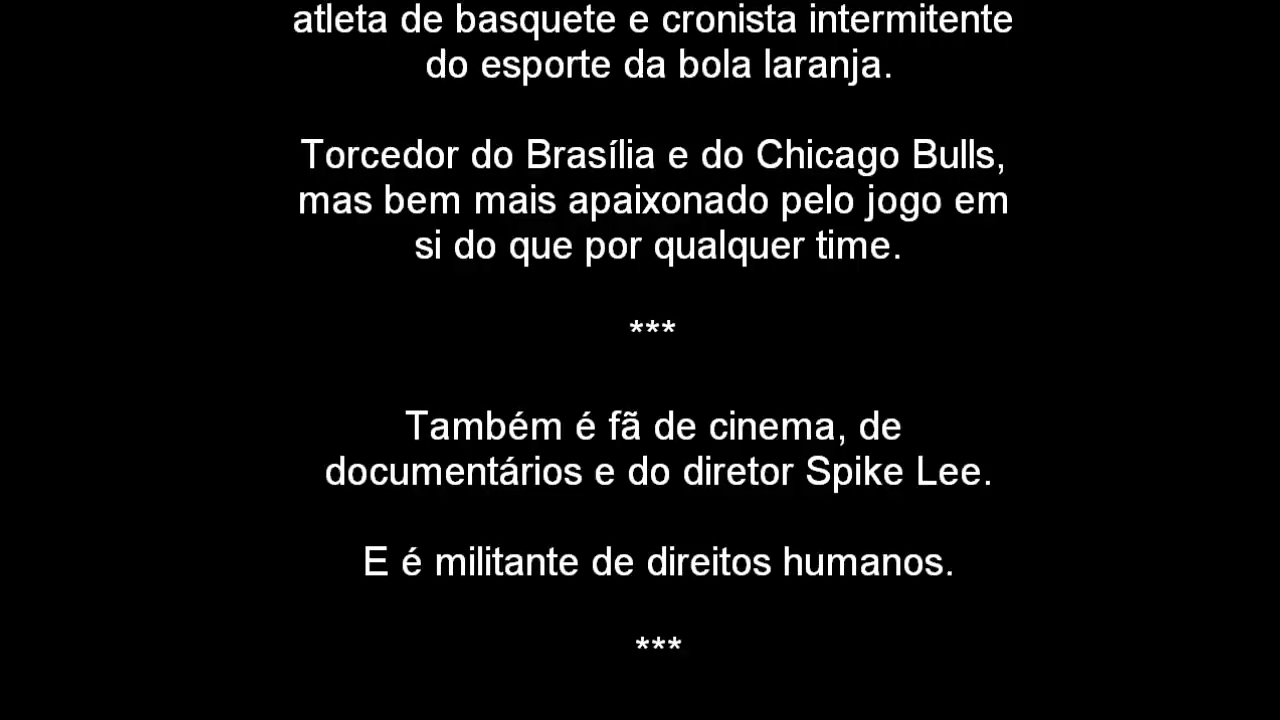 atleta de basquete e cronista intermitente
do esporte da bola laranja.
Torcedor do Brasília e do Chicago Bulls,
mas bem mais apaixonado pelo jogo em
si do que por qualquer time.
***
Também é fã de cinema, de
documentários e do diretor Spike Lee.
E é militante de direitos humanos.
***